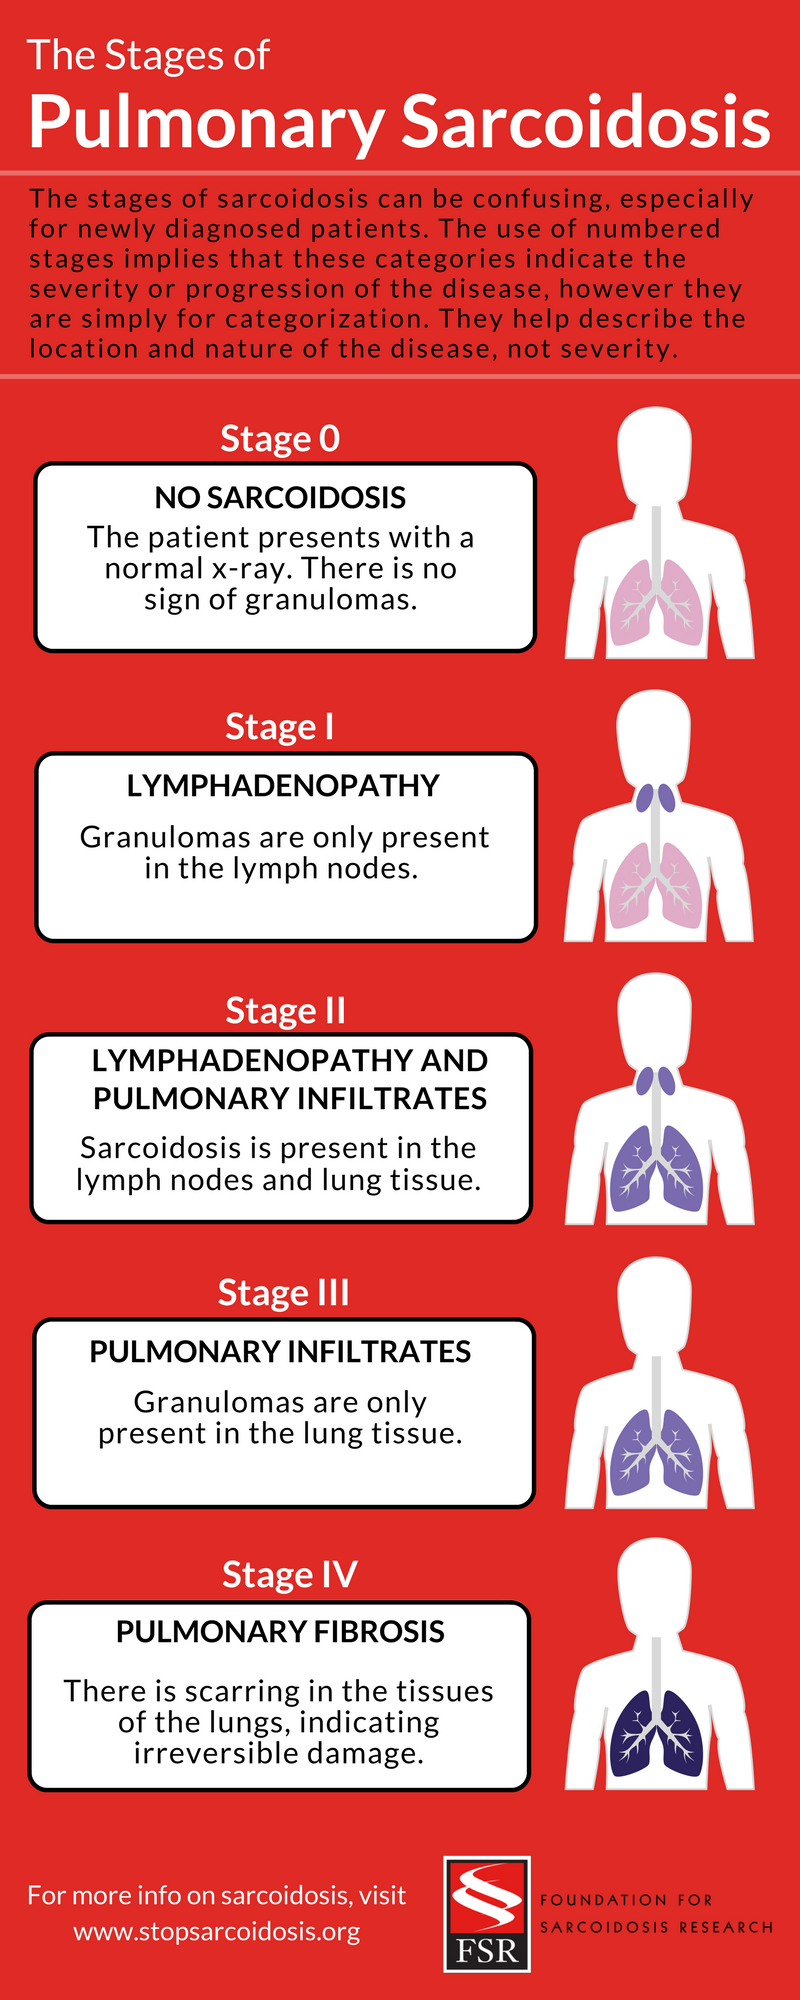 The Stages of
Pulmonary Sarcoidosis
The stages of sarcoidosis can be confusing, especially
for newly diagnosed patients. The use of numbered
stages implies that these categories indicate the
severity or progression of the disease, however they
are simply for categorization. They help describe the
location and nature of the disease, not severity.
Stage 0
NO SARCOIDOSIS
The patient presents with a
normal x-ray. There is no
sign of granulomas.
Stage I
LYMPHADENOPATHY
Granulomas are only present
in the lymph nodes.
Stage II
LYMPHADENOPATHY AND
PULMONARY INFILTRATES
Sarcoidosis is present in the
lymph nodes and lung tissue.
Stage III
PULMONARY INFILTRATES
Granulomas are only
present in the lung tissue.
Stage IV
PULMONARY FIBROSIS
There is scarring in the tissues
of the lungs, indicating
irreversible damage.
For more info on sarcoidosis, visit
www.stopsarcoidosis.org
FSR
FOUNDATION FOR
SARCOIDOSIS RESEARCH